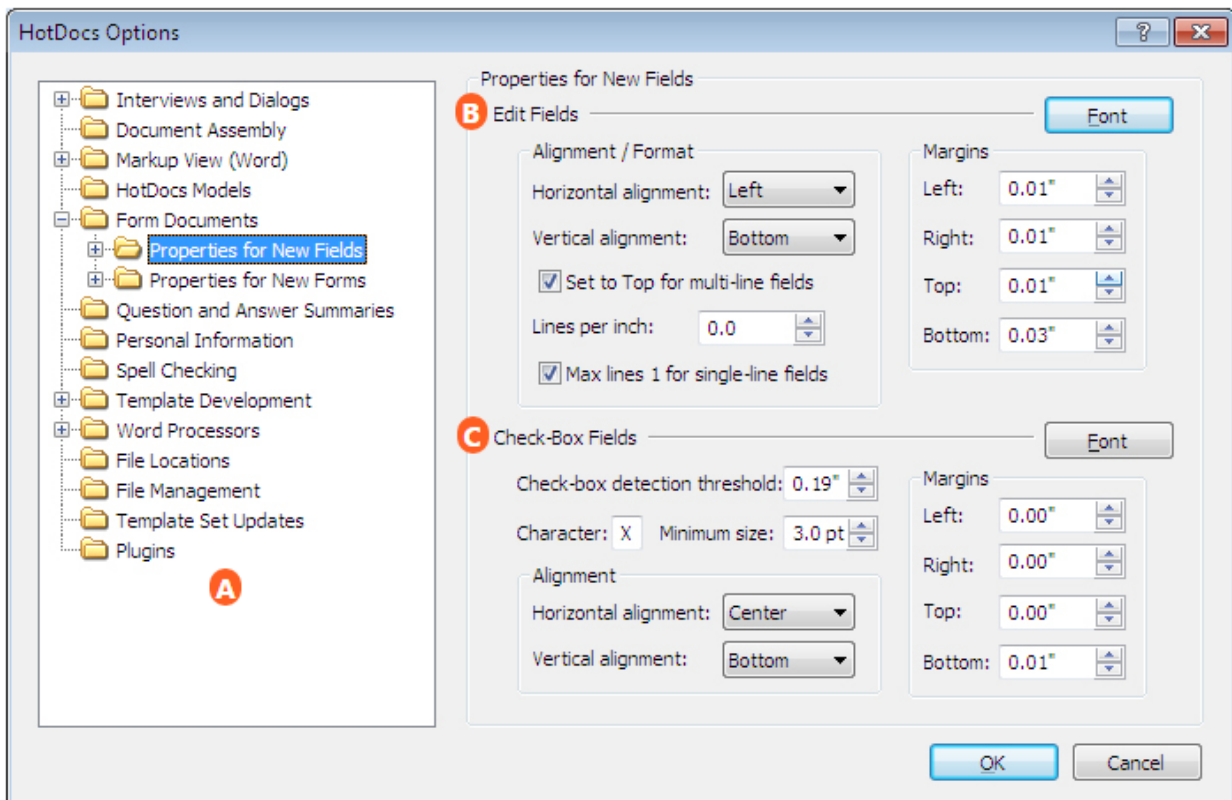 HotDocs Options
?
Interviews and Dialogs
Document Assembly
Markup View (Word)
HotDocs Models
Form Documents
Properties for New Fields
Properties for New Forms
Question and Answer Summaries
Personal Information
Spell Checking
Template Development
Word Processors
File Locations
File Management
Template Set Updates
Plugins
A
Properties for New Fields
B Edit Fields Font
Alignment / Format
Horizontal alignment: Left
Vertical alignment: Bottom
Set to Top for multi-line fields
Lines per inch: 0.0
Max lines 1 for single-line fields
Margins
Left: 0.01"
Right: 0.01"
Top: 0.01"
Bottom: 0.03"
C Check-Box Fields Font
Check-box detection threshold: 0.19"
Character: X Minimum size: 3.0 pt
Alignment
Horizontal alignment: Center
Vertical alignment: Bottom
Margins
Left: 0.00"
Right: 0.00"
Top: 0.00"
Bottom: 0.01"
OK Cancel